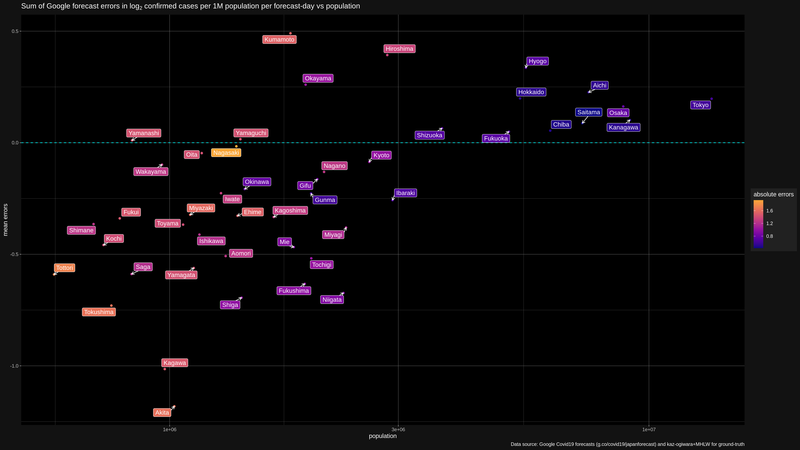 Sum of Google forecast errors in log2 confirmed cases per 1M population per forecast-day vs population
0.5
Kumamoto
Hiroshima
Hyogo
Okayama
Aichi
Hokkaido
Tokyo
Saitama
Osaka
Chiba
Kanagawa
Yamanashi
Yamaguchi
Shizuoka
Fukuoka
0.0
Oita
Nagasaki
Kyoto
Wakayama
Nagano
Okinawa
Gifu
Ibaraki
Iwate
Gunma
absolute errors
1.6
1.2
0.8
mean errors
Fukui
Miyazaki
Ehime
Kagoshima
Toyama
Shimane
Kochi
Ishikawa
Mie
Miyagi
Aomori
-0.5
Tottori
Saga
Yamagata
Tochigi
Fukushima
Niigata
Shiga
Tokushima
Kagawa
-1.0
Akita
1e+06
3e+06
1e+07
population
Data source: Google Covid19 forecasts (g.co/covid19/japanforecast) and kaz-ogiwara+MHLW for ground-truth